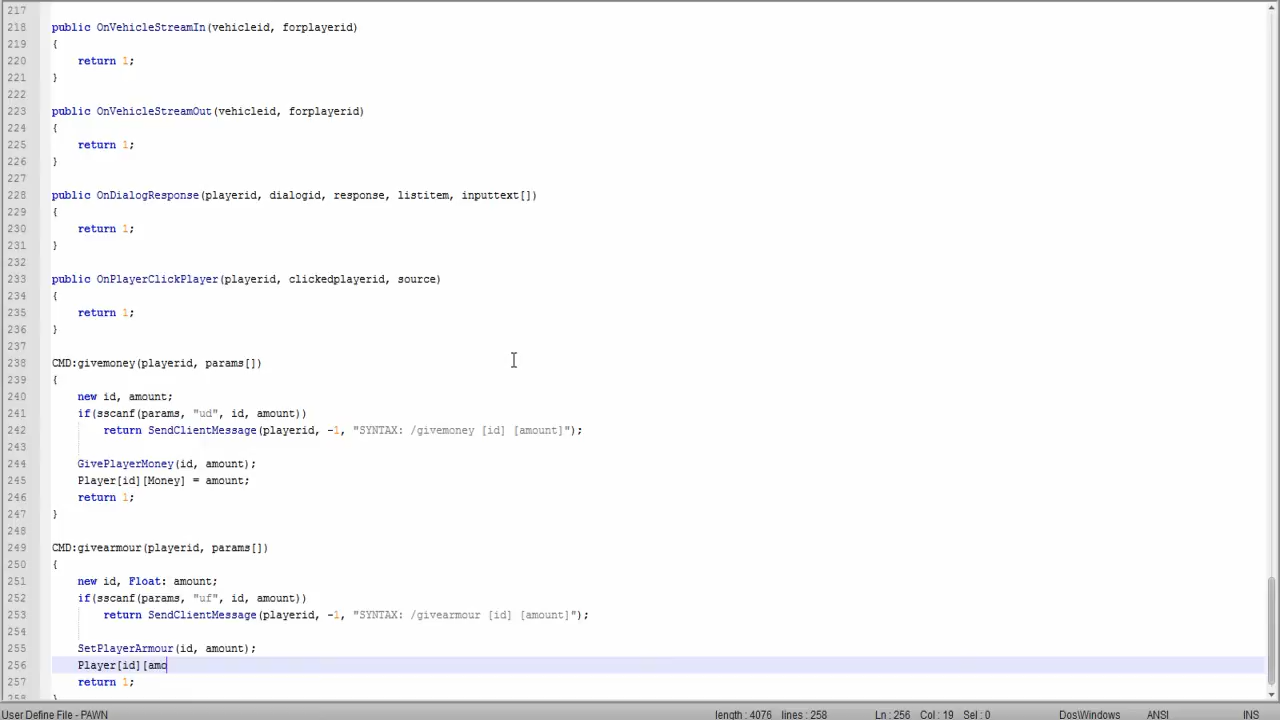 217
218 public OnVehicleStreamIn(vehicleid, forplayerid)
219 {
220 return 1;
221 }
222
223 public OnVehicleStreamOut(vehicleid, forplayerid)
224 {
225 return 1;
226 }
227
228 public OnDialogResponse(playerid, dialogid, response, listitem, inputtext[])
229 {
230 return 1;
231 }
232
233 public OnPlayerClickPlayer(playerid, clickedplayerid, source)
234 {
235 return 1;
236 }
237
238 CMD:givemoney(playerid, params[])
239 {
240 new id, amount;
241 if(sscanf(params, "ud", id, amount))
242 return SendClientMessage(playerid, -1, "SYNTAX: /givemoney [id] [amount]");
243
244 GivePlayerMoney(id, amount);
245 Player[id][Money] = amount;
246 return 1;
247 }
248
249 CMD:givearmour(playerid, params[])
250 {
251 new id, Float: amount;
252 if(sscanf(params, "uf", id, amount))
253 return SendClientMessage(playerid, -1, "SYNTAX: /givearmour [id] [amount]");
254
255 SetPlayerArmour(id, amount);
256 Player[id][amo
257 return 1;
258 }
User Define File - PAWN length : 4076 lines : 258 Ln : 256 Col : 19 Sel : 0 Dos\Windows ANSI INS